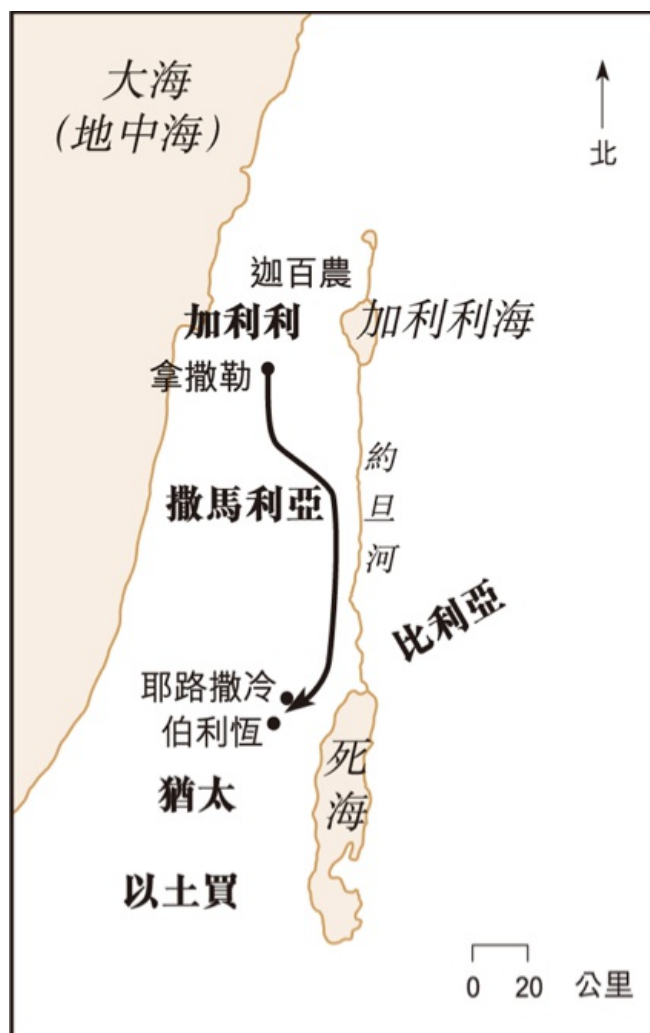 大海
(地中海)
北
迦百農
加利利
加利利海
拿撒勒
撒馬利亞
約旦河
比利亞
耶路撒冷
伯利恆
死海
猶太
以土買
0 20 公里